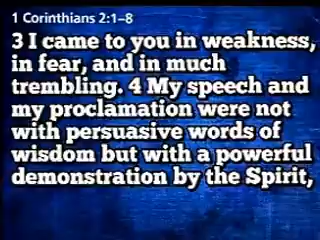 1 Corinthians 2:1–8
3 I came to you in weakness,
in fear, and in much
trembling. 4 My speech and
my proclamation were not
with persuasive words of
wisdom but with a powerful
demonstration by the Spirit,